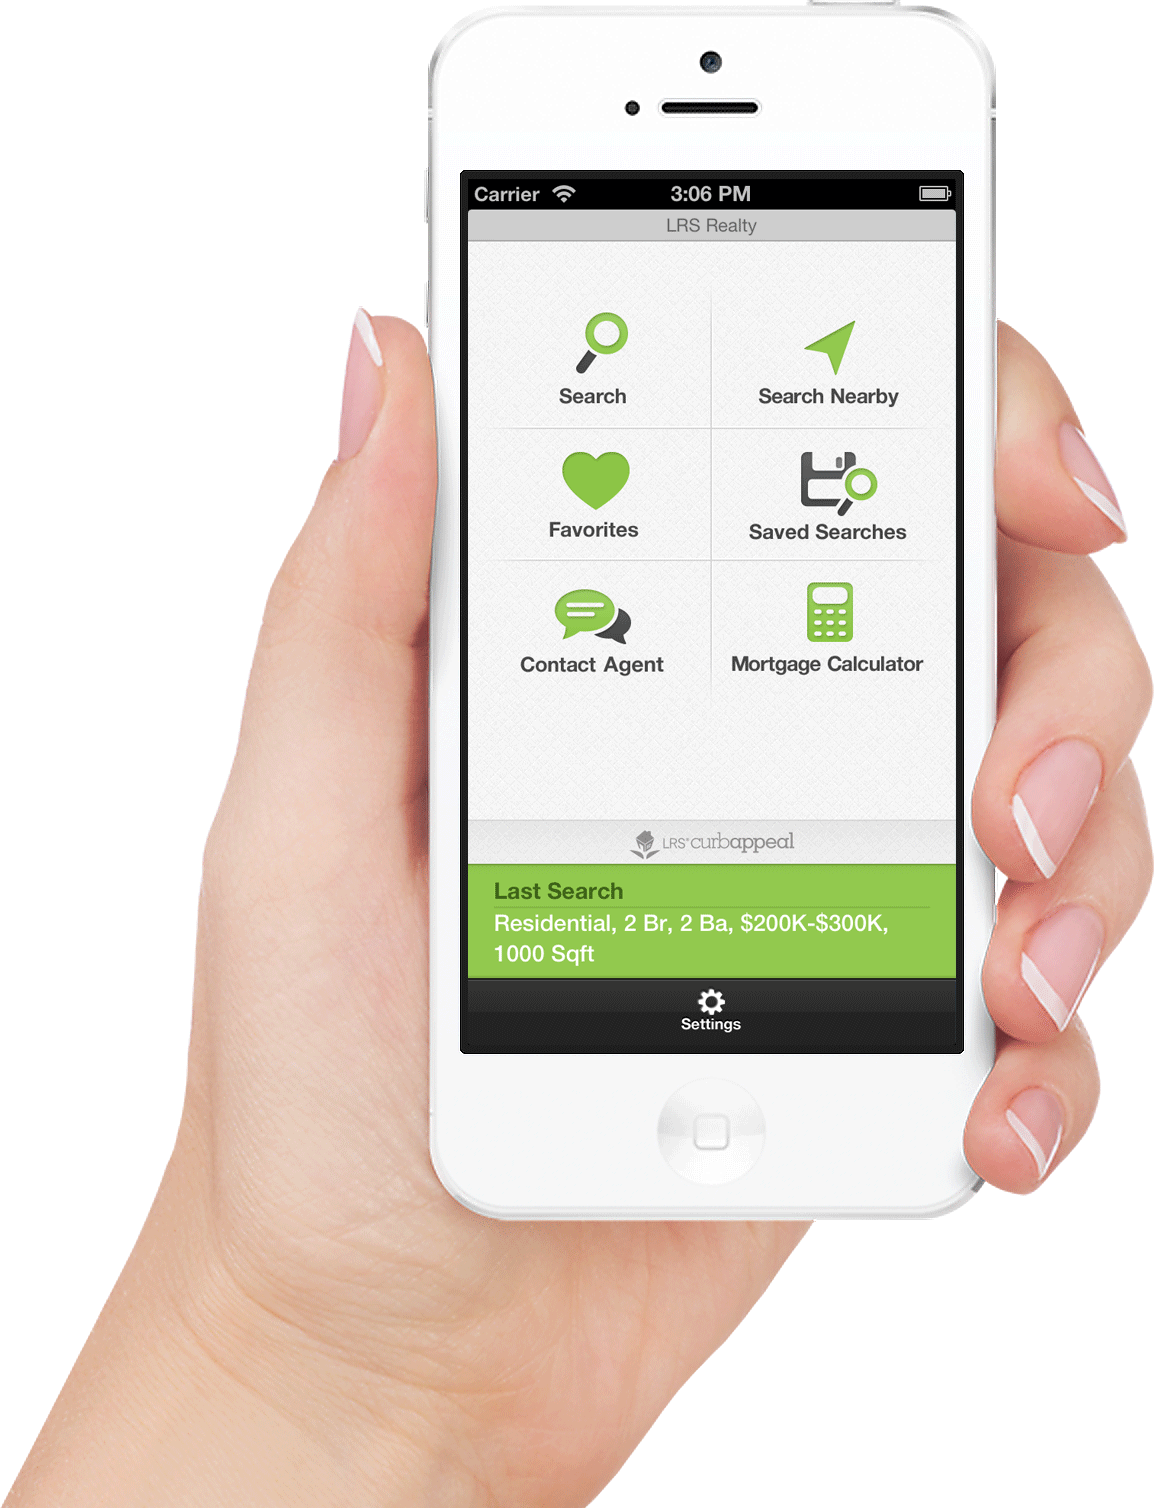 Carrier 3:06 PM
LRS Realty
Search
Search Nearby
Favorites
Saved Searches
Contact Agent
Mortgage Calculator
LRS® curbappeal
Last Search
Residential, 2 Br, 2 Ba, $200K-$300K,
1000 Sqft
Settings